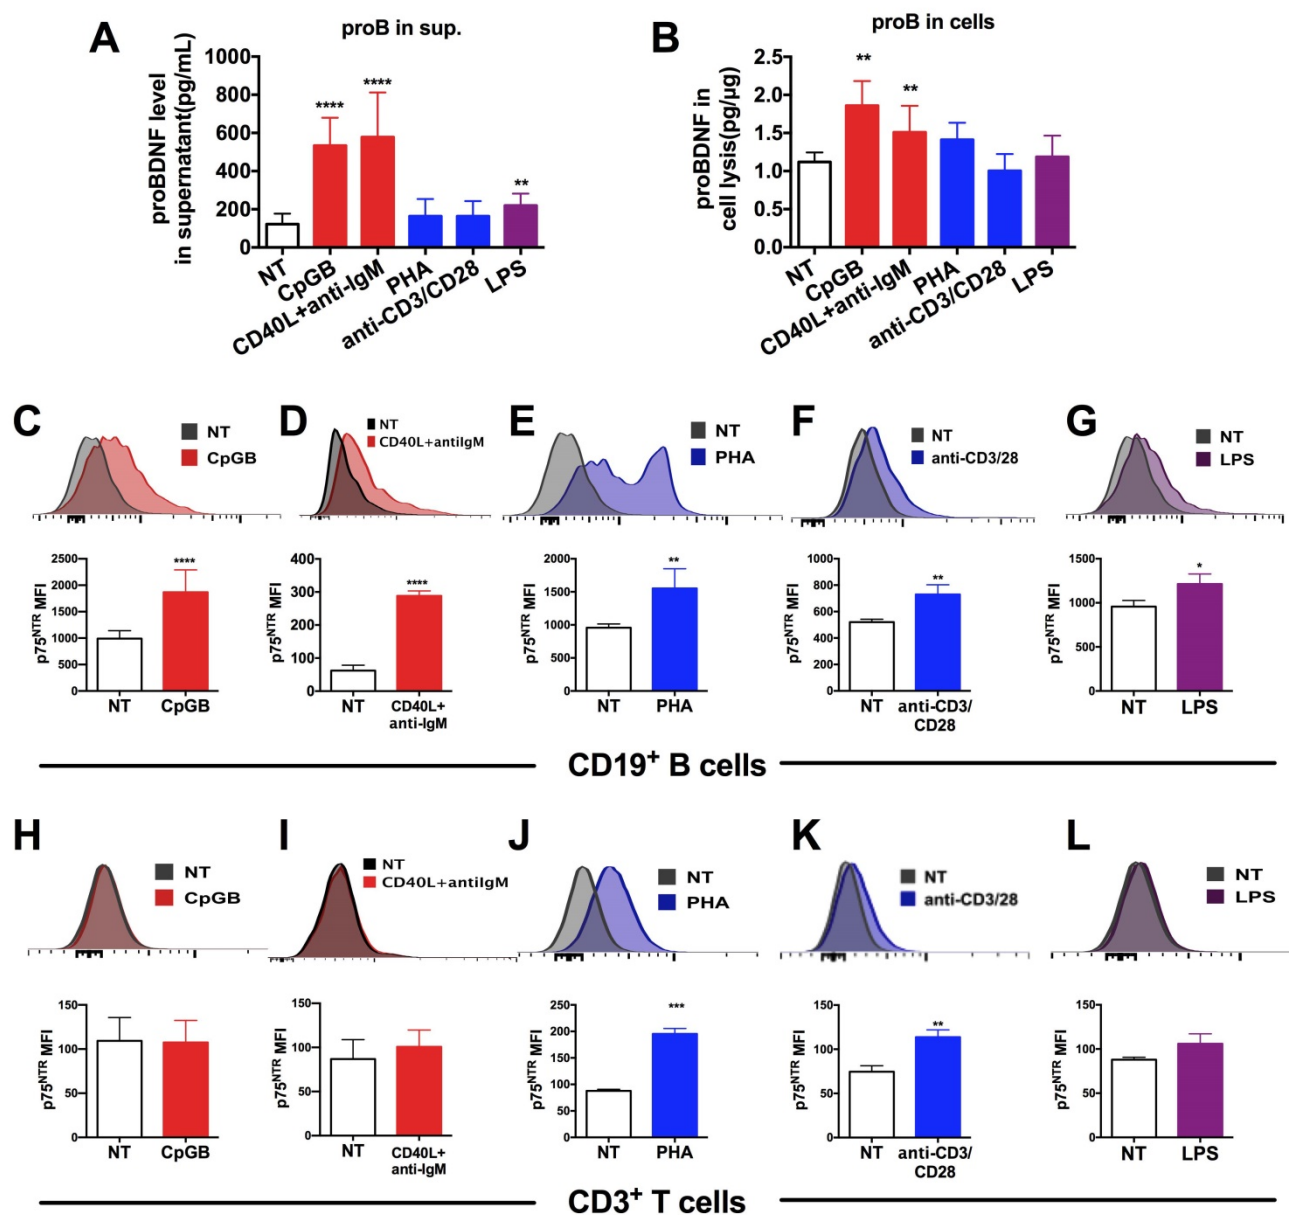 A
proB in sup.
proBDNF level
in supernatant(pg/mL)
1000
800
600
400
200
0
****
****
**
NT
CpGB
CD40L+anti-IgM
PHA
anti-CD3/CD28
LPS
B
proB in cells
proBDNF in
cell lysis(pg/μg)
2.5
2.0
1.5
1.0
0.5
0.0
**
**
NT
CpGB
CD40L+anti-IgM
PHA
anti-CD3/CD28
LPS
C
NT
CpGB
p75NTR MFI
2500
2000
1500
1000
500
0
****
NT
CpGB
D
NT
CD40L+antiIgM
p75NTR MFI
400
300
200
100
0
****
NT
CD40L+
anti-IgM
E
NT
PHA
p75NTR MFI
2000
1500
1000
500
0
**
NT
PHA
F
NT
anti-CD3/28
p75NTR MFI
1000
800
600
400
200
0
**
NT
anti-CD3/
CD28
G
NT
LPS
p75NTR MFI
1500
1000
500
0
*
NT
LPS
CD19+ B cells
H
NT
CpGB
p75NTR MFI
150
100
50
0
NT
CpGB
I
NT
CD40L+antiIgM
p75NTR MFI
150
100
50
0
NT
CD40L+
anti-IgM
J
NT
PHA
p75NTR MFI
250
200
150
100
50
0
***
NT
PHA
K
NT
anti-CD3/28
p75NTR MFI
150
100
50
0
**
NT
anti-CD3/
CD28
L
NT
LPS
p75NTR MFI
150
100
50
0
NT
LPS
CD3+ T cells